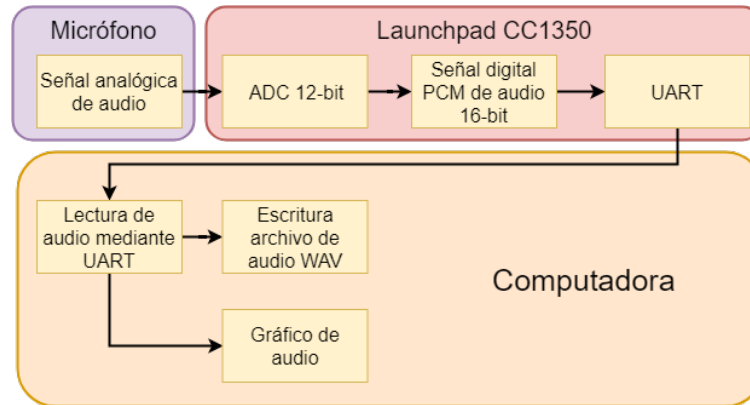 Micrófono
Launchpad CC1350
Señal analógica
de audio
ADC 12-bit
Señal digital
PCM de audio
16-bit
UART
Lectura de
audio mediante
UART
Escritura
archivo de
audio WAV
Computadora
Gráfico de
audio